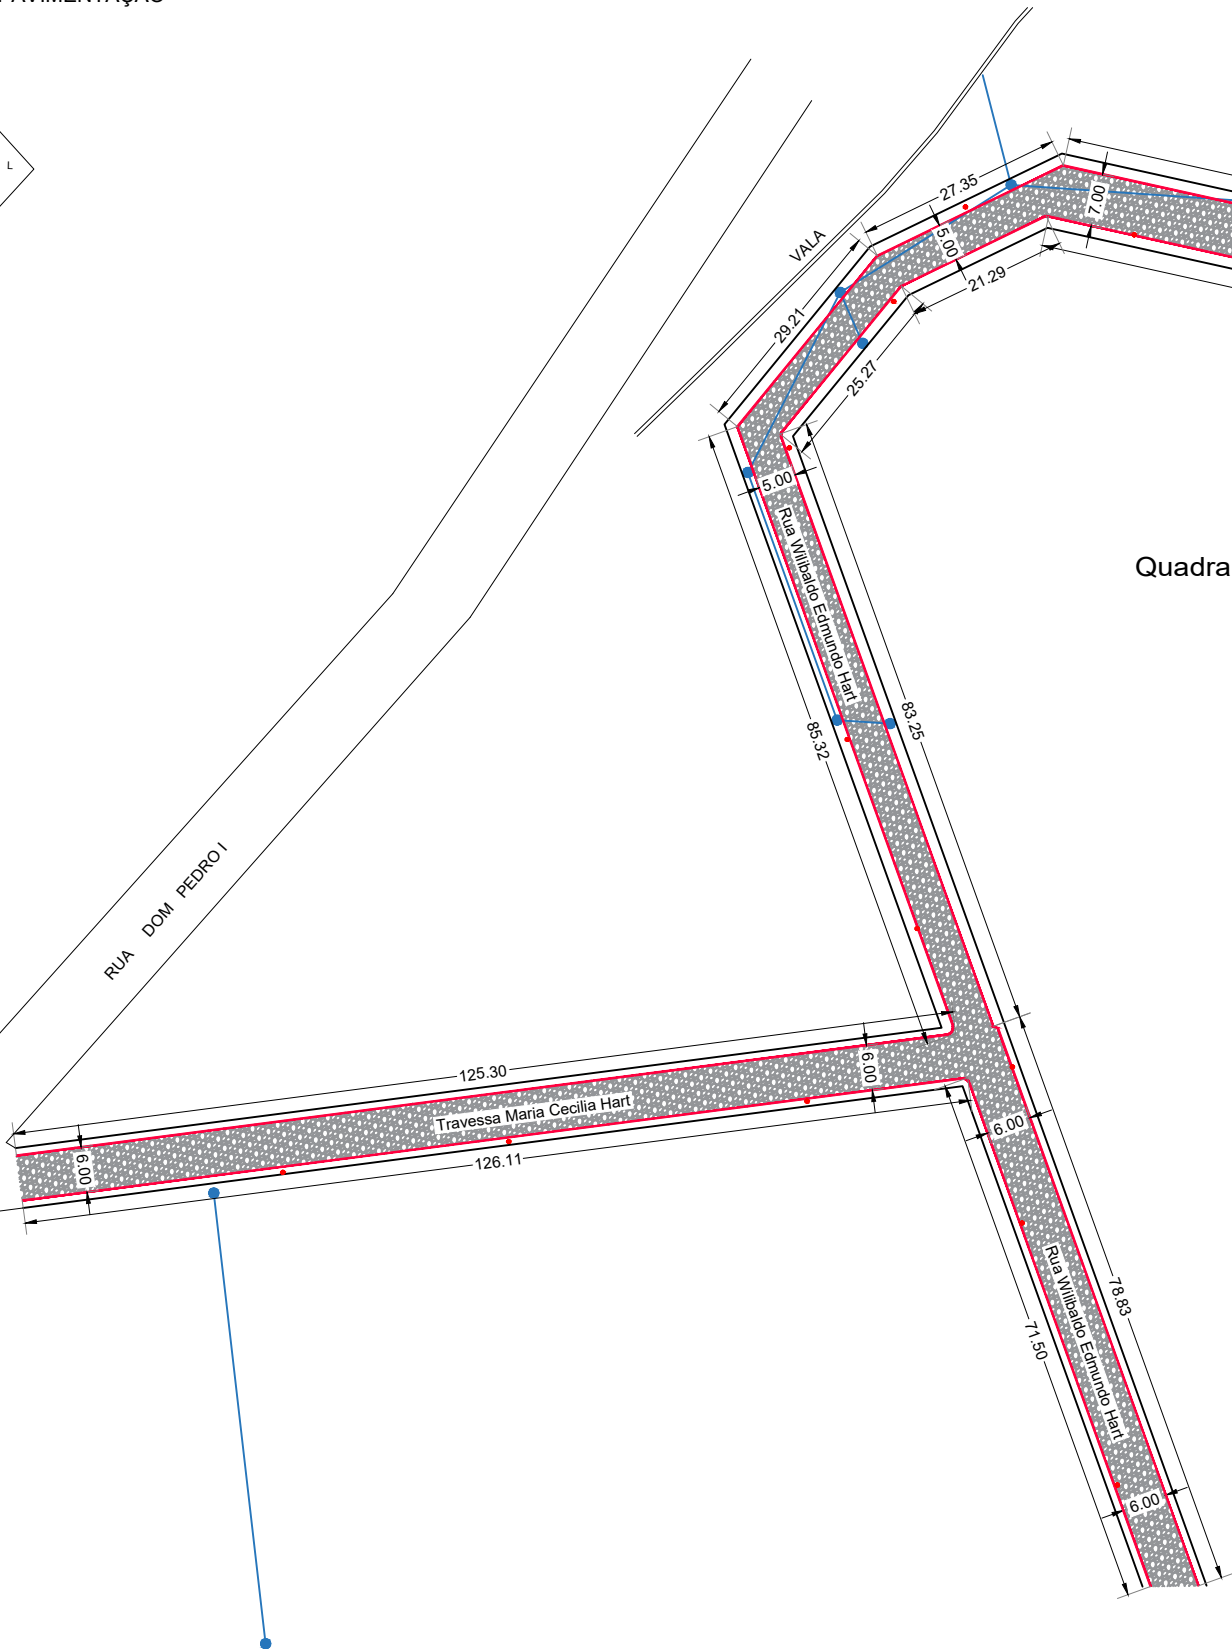 L
27.35
7.00
5.00
VALA
21.29
29.21
25.27
5.00
Rua Wilibaldo Edmundo Hart
Quadra
83.25
85.32
RUA DOM PEDRO I
125.30
6.00
Travessa Maria Cecilia Hart
6.00
6.00
126.11
78.83
Rua Wilibaldo Edmundo Hart
71.50
6.00